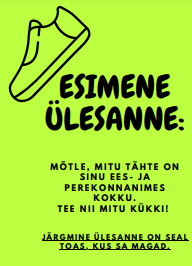 ESIMENE
ÜLESANNE:
MÕTLE, MITU TÄHTE ON
SINU EES- JA
PEREKONNANIMES
KOKKU.
TEE NII MITU KÜKKI!
JÄRGMINE ÜLESANNE ON SEAL
TOAS, KUS SA MAGAD.